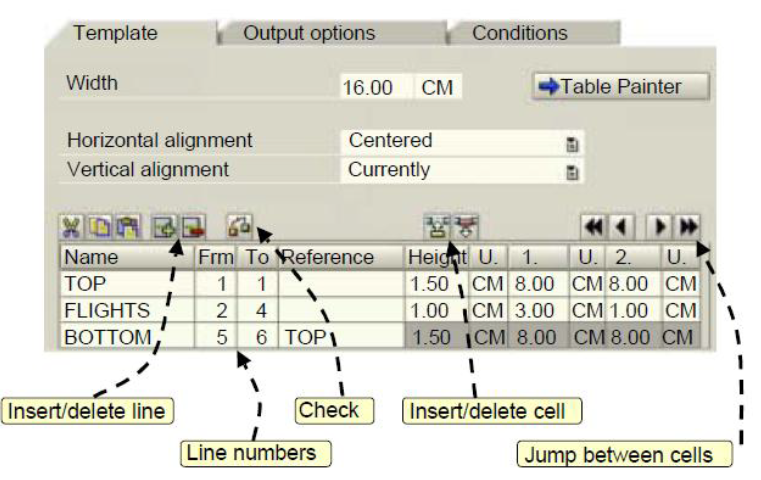 Template Output options Conditions
Width 16.00 CM Table Painter
Horizontal alignment Centered
Vertical alignment Currently
Name Frm To Reference Height U. 1. U. 2. U.
TOP 1 1 1.50 CM 8.00 CM 8.00 CM
FLIGHTS 2 4 1.00 CM 3.00 CM 1.00 CM
BOTTOM 5 6 TOP 1.50 CM 8.00 CM 8.00 CM
Insert/delete line Check Insert/delete cell
Line numbers Jump between cells